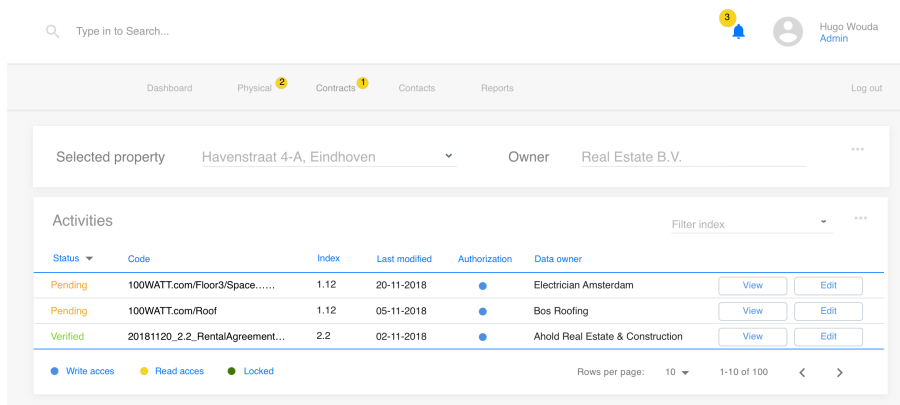 3
Type in to Search...
Hugo Wouda
Admin
Dashboard Physical 2 Contracts 1 Contacts Reports Log out
Selected property Havenstraat 4-A, Eindhoven Owner Real Estate B.V.
Activities Filter index
Status Code Index Last modified Authorization Data owner
Pending 100WATT.com/Floor3/Space...... 1.12 20-11-2018 Electrician Amsterdam View Edit
Pending 100WATT.com/Roof 1.12 05-11-2018 Bos Roofing View Edit
Verified 20181120_2.2_RentalAgreement... 2.2 02-11-2018 Ahold Real Estate & Construction View Edit
Write acces Read acces Locked Rows per page: 10 1-10 of 100